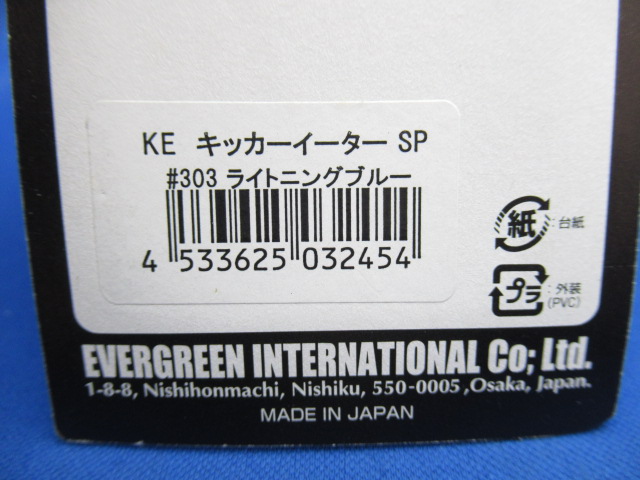 KE キッカーイーター SP
#303 ライトニングブルー
4 533625 032454
紙 :台紙
プラ :外装
(PVC)
EVERGREEN INTERNATIONAL Co; Ltd.
1-8-8, Nishihonmachi, Nishiku, 550-0005 ,Osaka, Japan.
MADE IN JAPAN